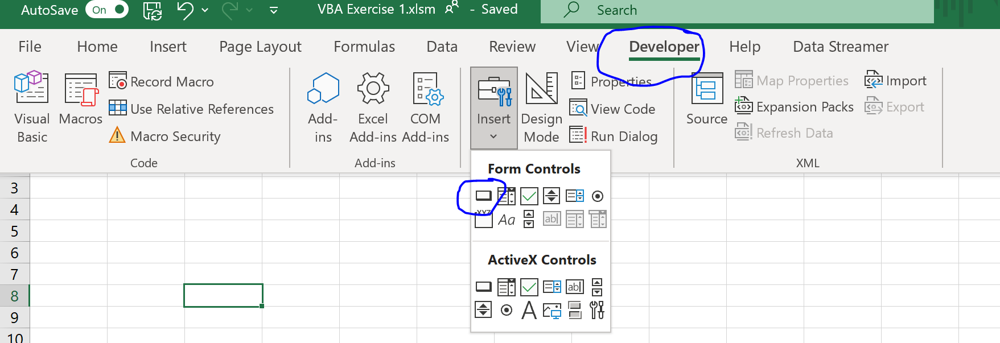 AutoSave On VBA Exercise 1.xlsm - Saved Search
File Home Insert Page Layout Formulas Data Review View Developer Help Data Streamer
Visual Basic
Macros
Record Macro
Use Relative References
Macro Security
Code
Add-ins
Excel Add-ins
COM Add-ins
Add-ins
Insert
Design Mode
Properties
View Code
Run Dialog
Source
Map Properties
Expansion Packs
Refresh Data
Import
Export
XML
Form Controls
XYZ
Aa
ab
ActiveX Controls
ab
A
3
4
5
6
7
8
9
10